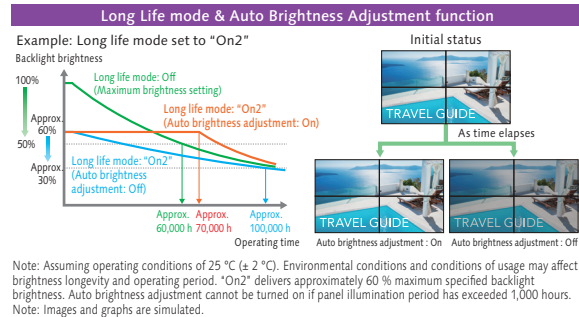 Long Life mode & Auto Brightness Adjustment function
Example: Long life mode set to “On2”
Backlight brightness
100%
Approx.
60%
50%
Approx.
30%
Long life mode: Off
(Maximum brightness setting)
Long life mode: “On2”
(Auto brightness adjustment: On)
Long life mode: “On2”
(Auto brightness
adjustment: Off)
Approx.
60,000 h
Approx.
70,000 h
Approx.
100,000 h
Operating time
Initial status
TRAVEL GUIDE
As time elapses
TRAVEL GUIDE
TRAVEL GUIDE
Auto brightness adjustment : On
Auto brightness adjustment : Off
Note: Assuming operating conditions of 25 °C (± 2 °C). Environmental conditions and conditions of usage may affect
brightness longevity and operating period. “On2” delivers approximately 60 % maximum specified backlight
brightness. Auto brightness adjustment cannot be turned on if panel illumination period has exceeded 1,000 hours.
Note: Images and graphs are simulated.